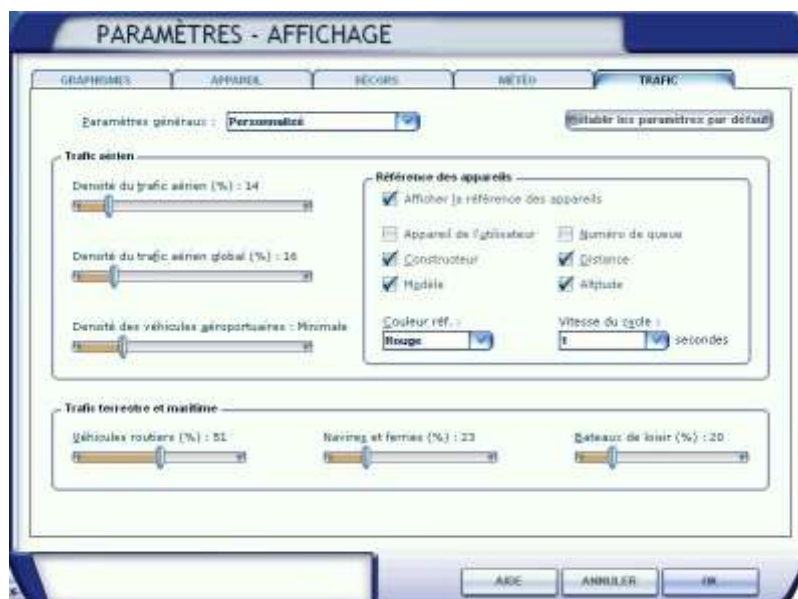 PARAMÈTRES - AFFICHAGE
GRAPHISMES APPAREIL DÉCORS MÉTÉO TRAFIC
Paramètres généraux : Personnalisé Rétablir les paramètres par défaut
Trafic aérien
Densité du trafic aérien (%) : 14
Densité du trafic aérien global (%) : 16
Densité des véhicules aéroportuaires : Minimale
Référence des appareils
Afficher la référence des appareils
Appareil de l'utilisateur Numéro de queue
Constructeur Distance
Modèle Altitude
Couleur réf. : Vitesse du cycle :
Rouge 1 secondes
Trafic terrestre et maritime
Véhicules routiers (%) : 51 Navires et ferries (%) : 23 Bateaux de loisir (%) : 20
AIDE ANNULER OK